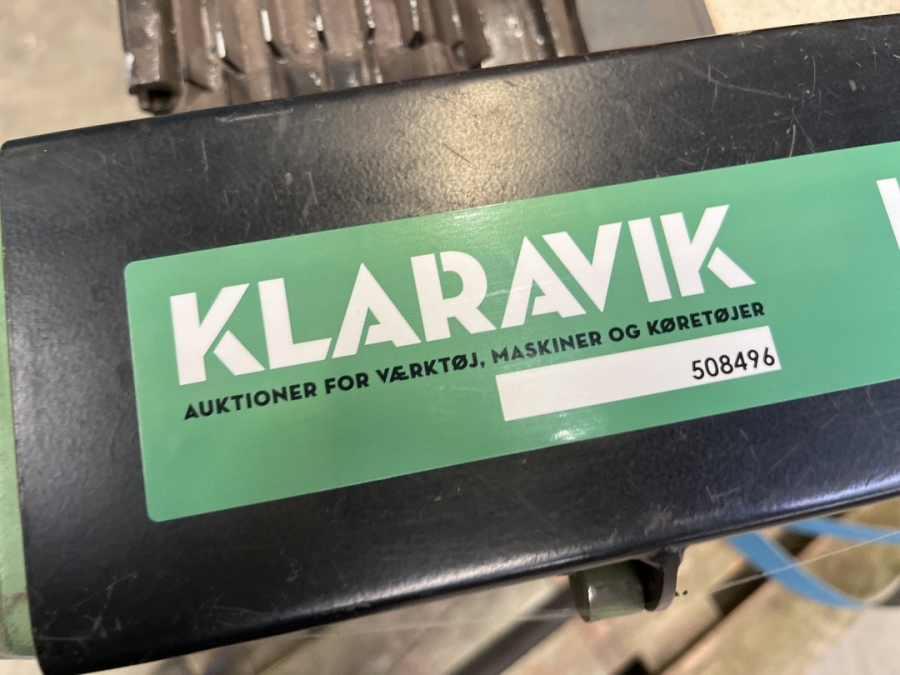 KLARAVIK
AUKTIONER FOR VÆRKTØJ, MASKINER OG KØRETØJER
508496